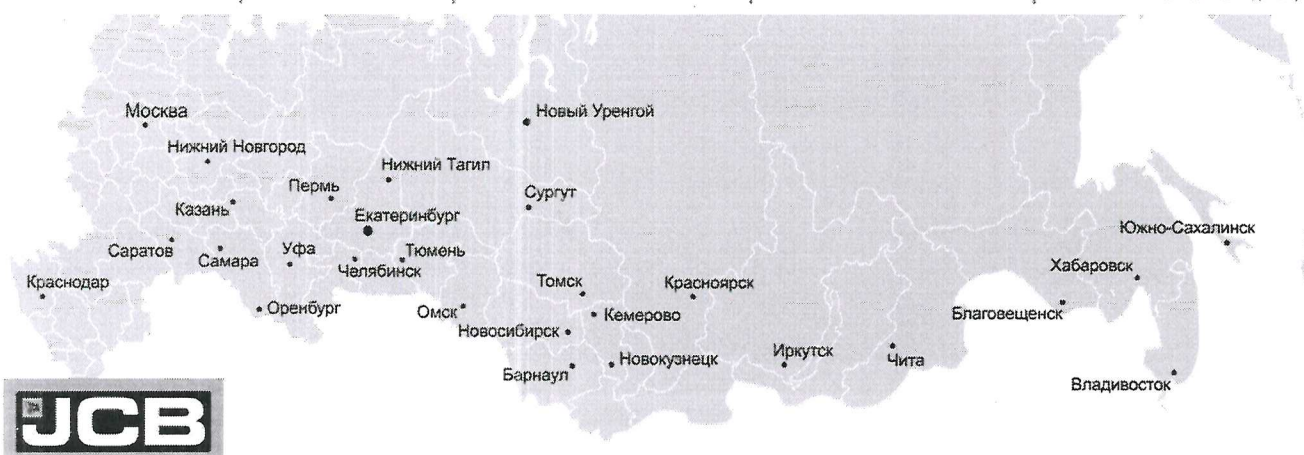 Москва
Новый Уренгой
Нижний Новгород
Нижний Тагил
Пермь
Сургут
Казань
Екатеринбург
Южно-Сахалинск
Саратов
Самара
Уфа
Тюмень
Челябинск
Хабаровск
Краснодар
Томск
Красноярск
Оренбург
Омск
Кемерово
Благовещенск
Новосибирск
Иркутск
Чита
Новокузнецк
Барнаул
Владивосток
JCB